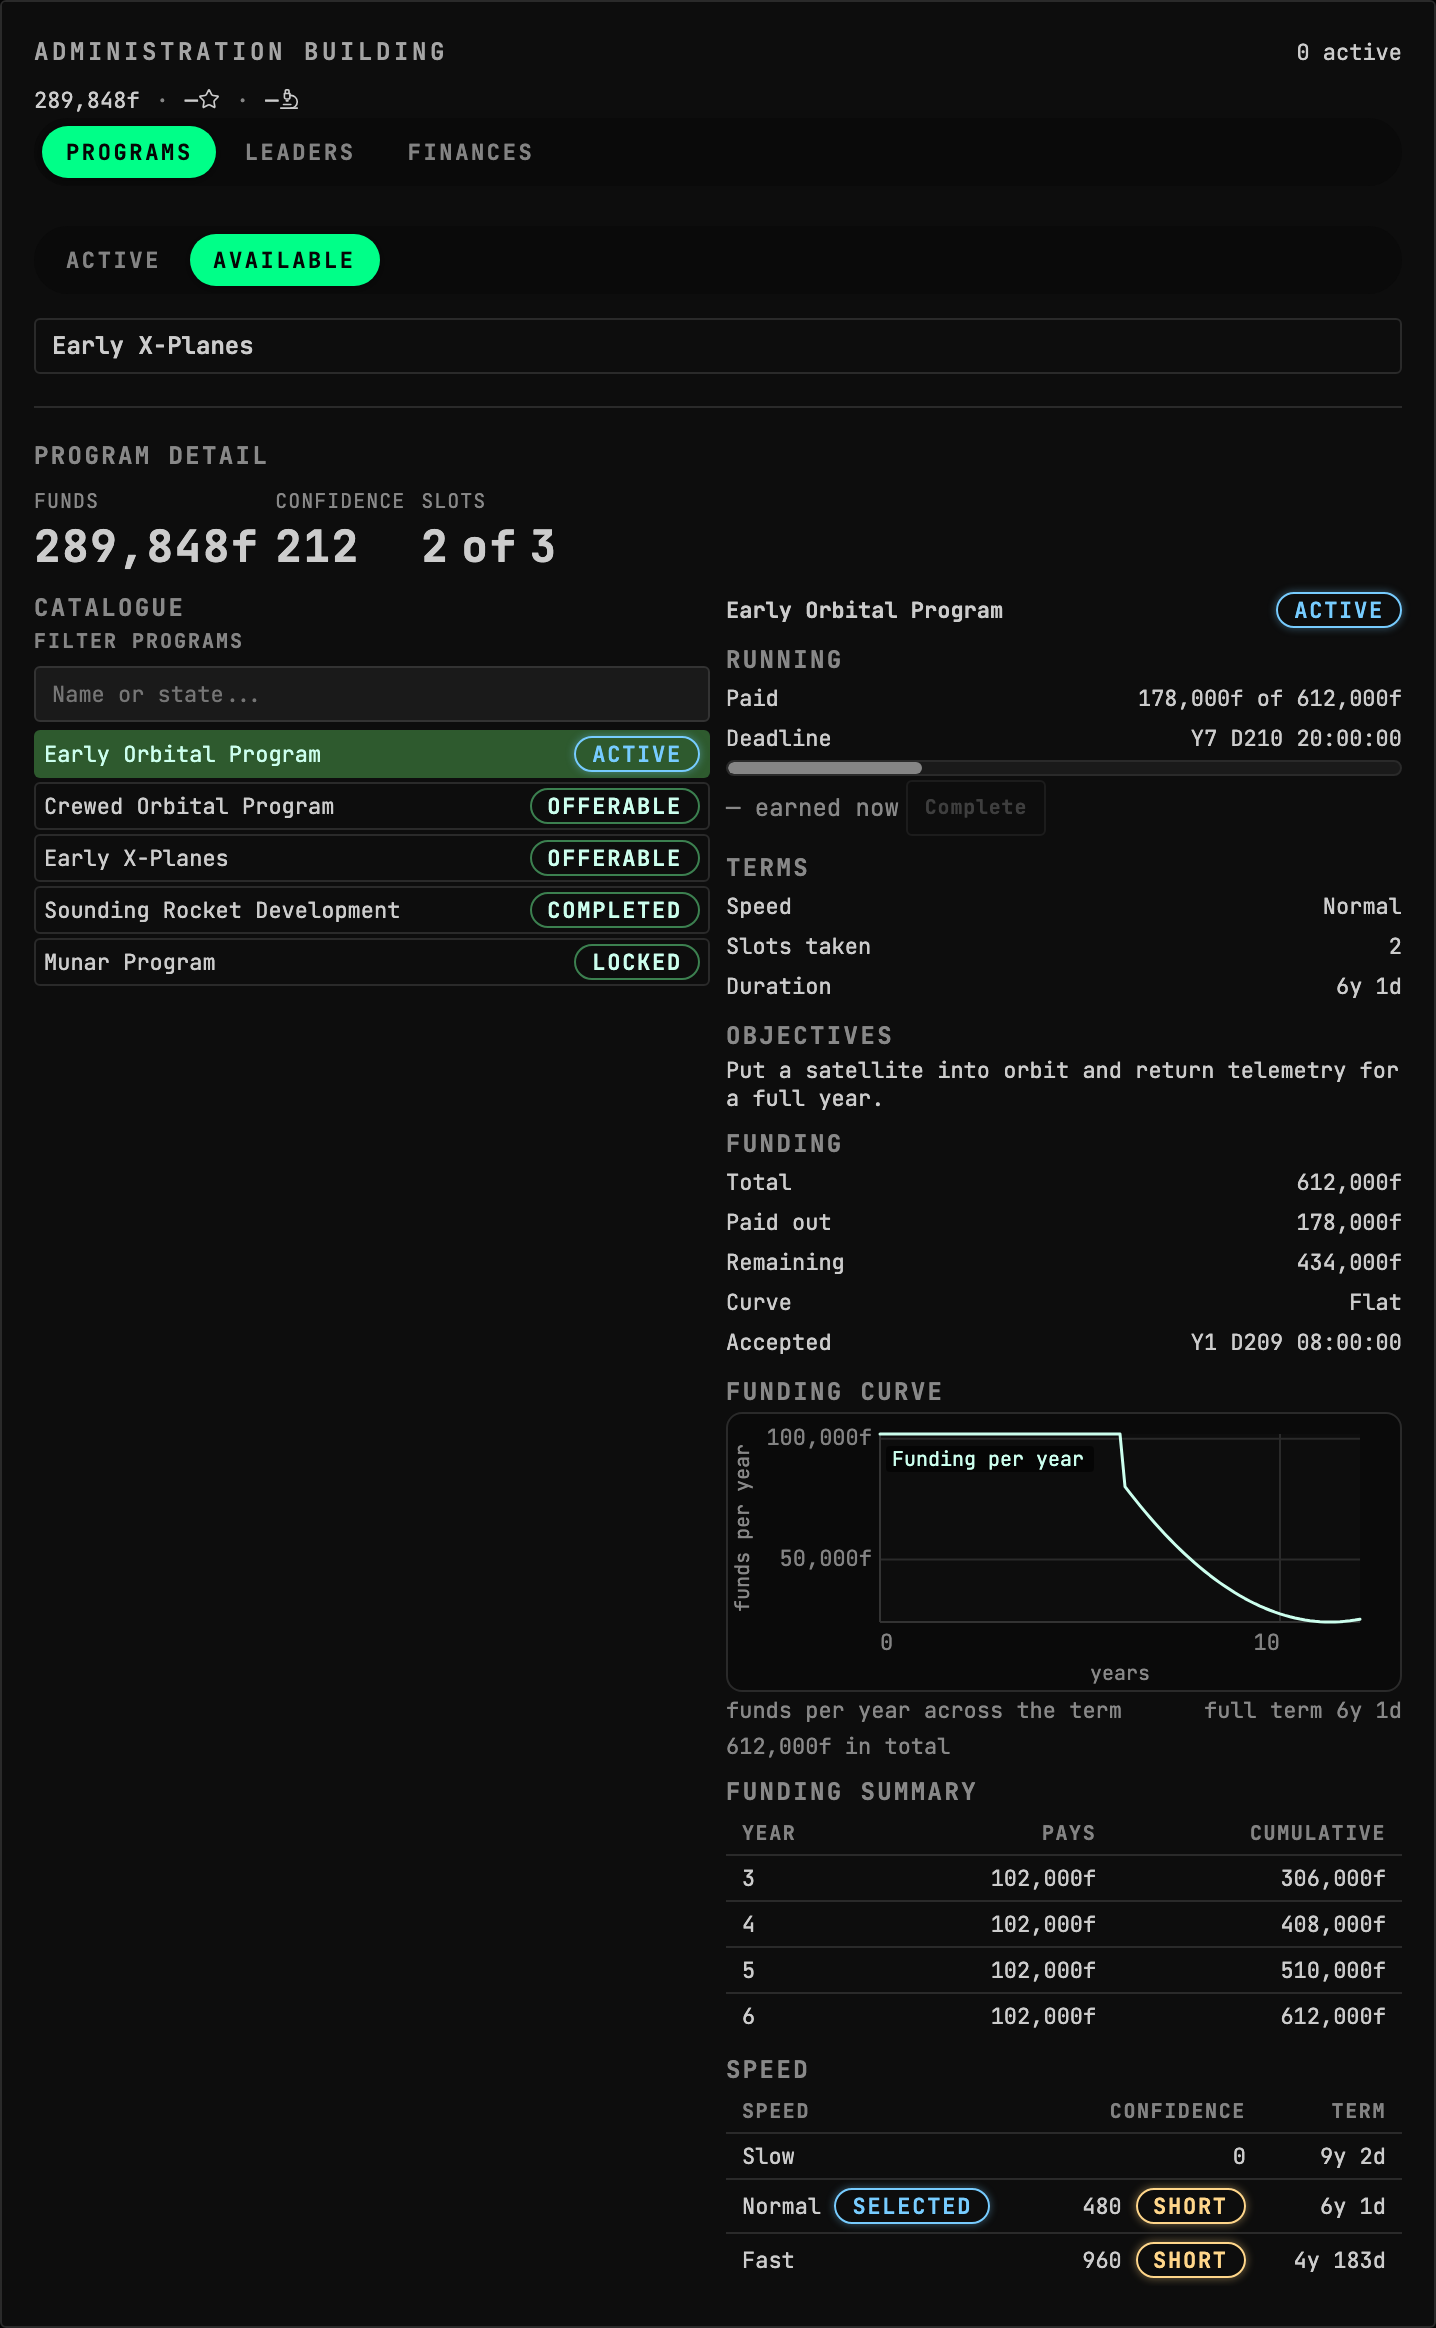 ADMINISTRATION BUILDING
0 active
289,848f · —☆ · —
PROGRAMS LEADERS FINANCES
ACTIVE AVAILABLE
Early X-Planes
PROGRAM DETAIL
FUNDS CONFIDENCE SLOTS
289,848f 212 2 of 3
CATALOGUE
FILTER PROGRAMS
Name or state...
Early Orbital Program ACTIVE
Crewed Orbital Program OFFERABLE
Early X-Planes OFFERABLE
Sounding Rocket Development COMPLETED
Munar Program LOCKED
Early Orbital Program ACTIVE
RUNNING
Paid 178,000f of 612,000f
Deadline Y7 D210 20:00:00
— earned now Complete
TERMS
Speed Normal
Slots taken 2
Duration 6y 1d
OBJECTIVES
Put a satellite into orbit and return telemetry for
a full year.
FUNDING
Total 612,000f
Paid out 178,000f
Remaining 434,000f
Curve Flat
Accepted Y1 D209 08:00:00
FUNDING CURVE
funds per year
100,000f
Funding per year
50,000f
0 10
years
funds per year across the term full term 6y 1d
612,000f in total
FUNDING SUMMARY
YEAR PAYS CUMULATIVE
3 102,000f 306,000f
4 102,000f 408,000f
5 102,000f 510,000f
6 102,000f 612,000f
SPEED
SPEED CONFIDENCE TERM
Slow 0 9y 2d
Normal SELECTED 480 SHORT 6y 1d
Fast 960 SHORT 4y 183d